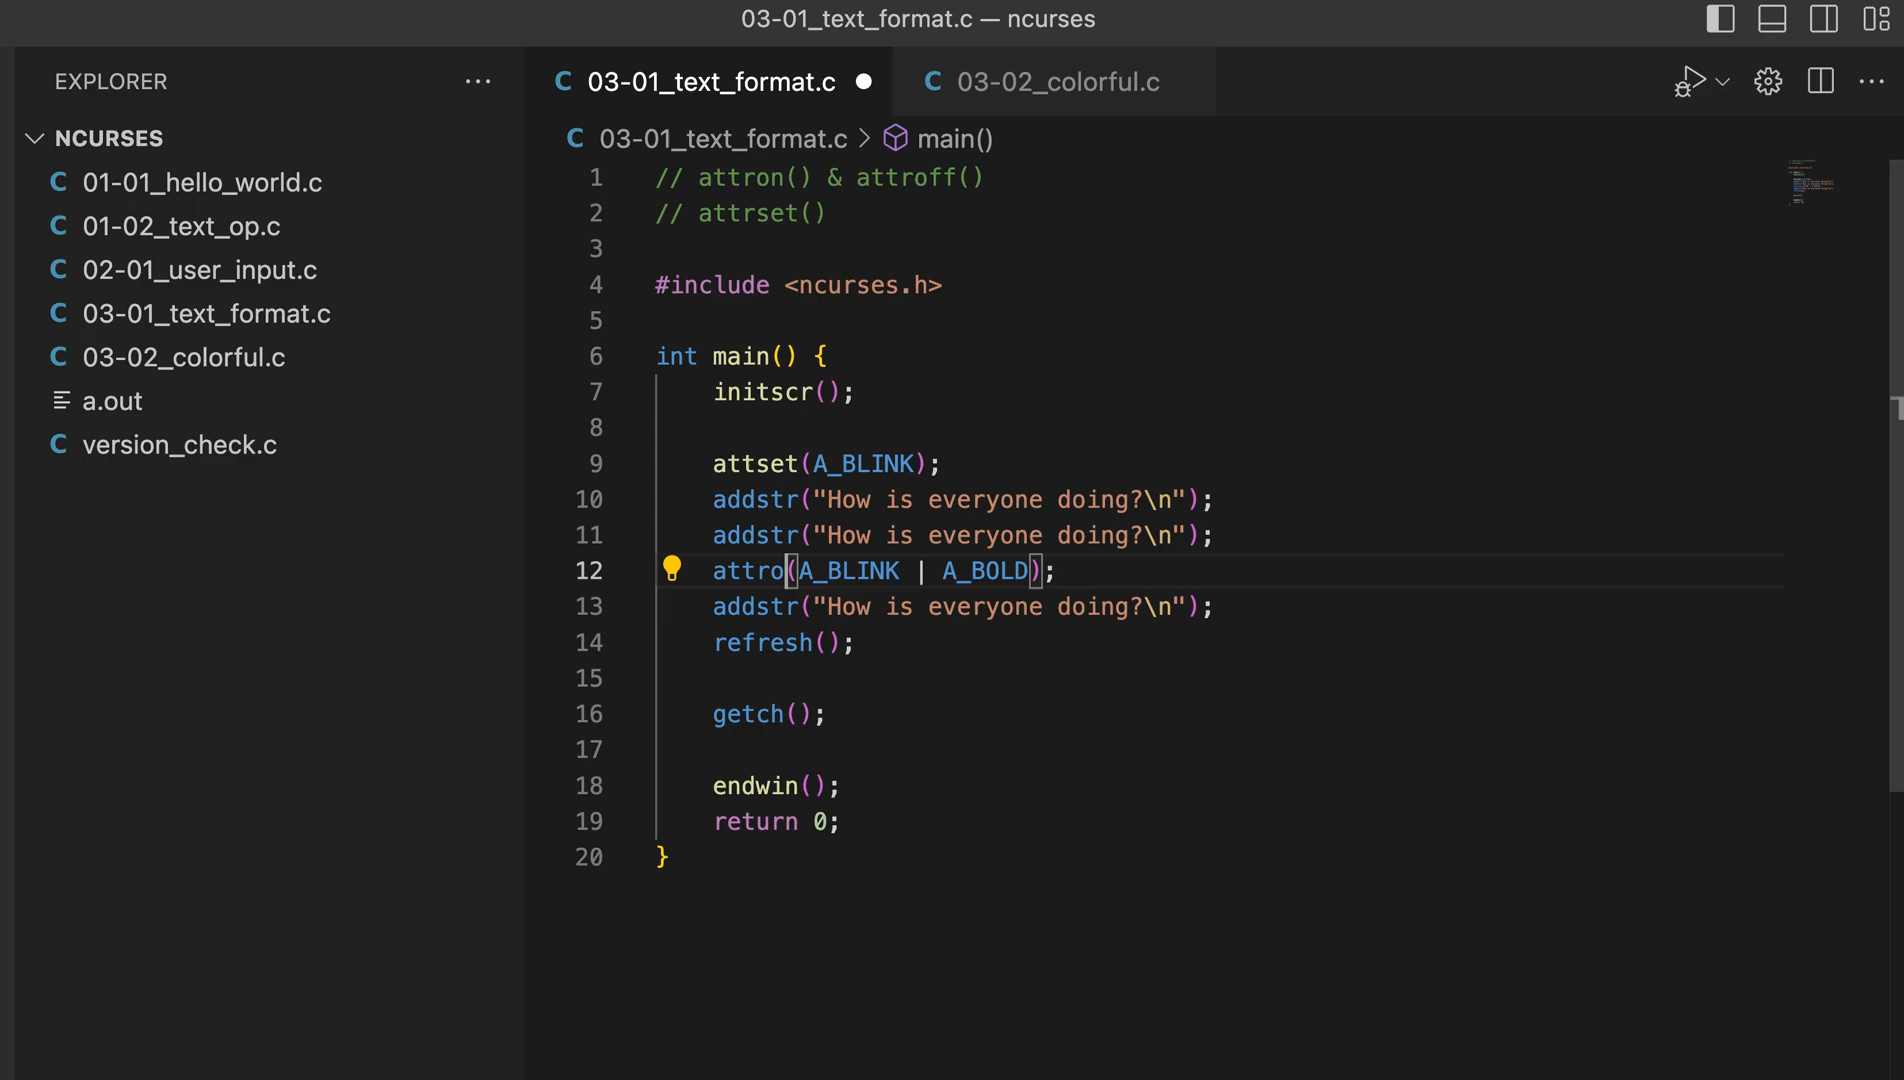 03-01_text_format.c — ncurses
EXPLORER
NCURSES
C 01-01_hello_world.c
C 01-02_text_op.c
C 02-01_user_input.c
C 03-01_text_format.c
C 03-02_colorful.c
a.out
C version_check.c
C 03-01_text_format.c
C 03-02_colorful.c
C 03-01_text_format.c > main()
1 // attron() & attroff()
2 // attrset()
3
4 #include <ncurses.h>
5
6 int main() {
7 initscr();
8
9 attset(A_BLINK);
10 addstr("How is everyone doing?\n");
11 addstr("How is everyone doing?\n");
12 attro(A_BLINK | A_BOLD);
13 addstr("How is everyone doing?\n");
14 refresh();
15
16 getch();
17
18 endwin();
19 return 0;
20 }